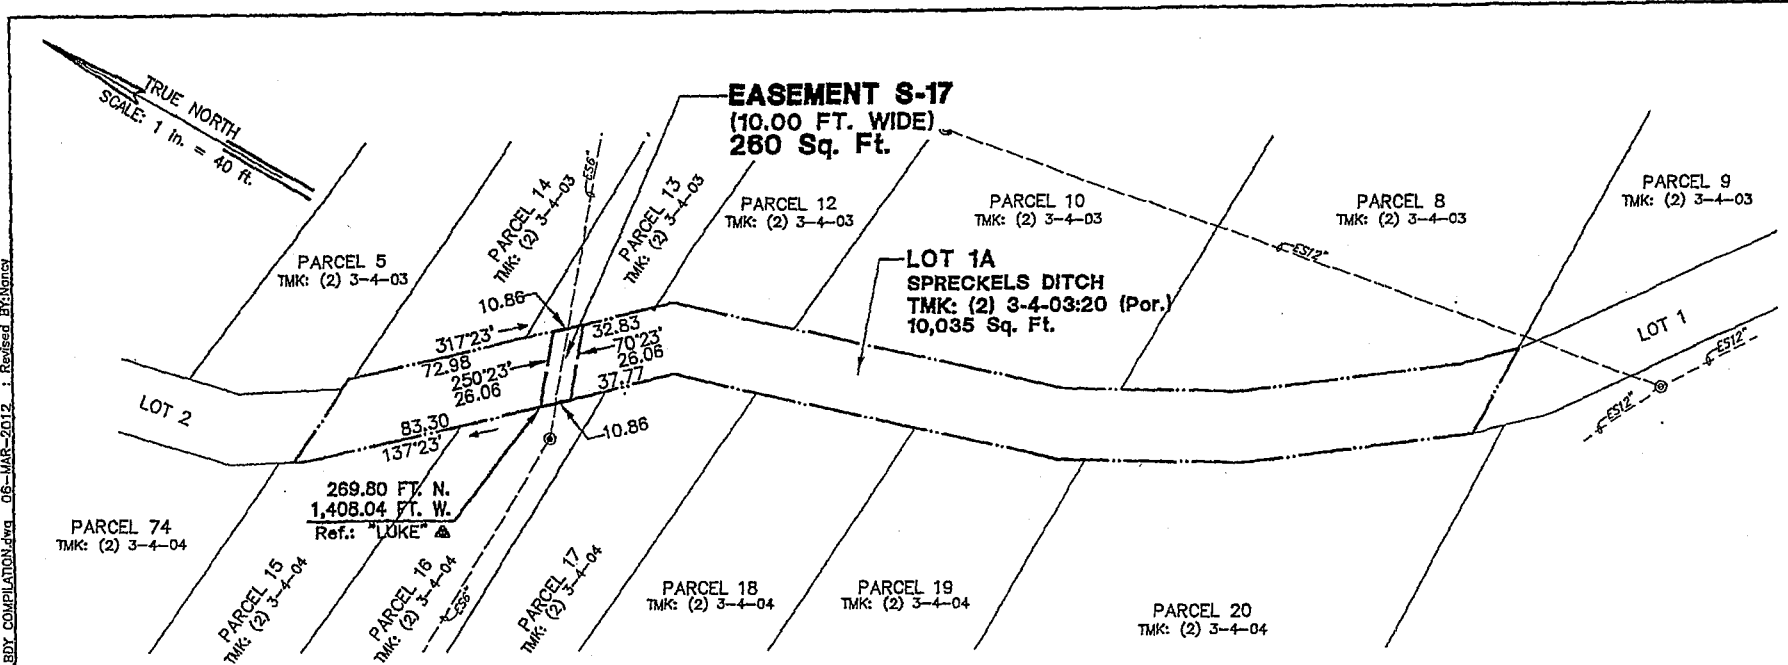 TRUE NORTH
SCALE: 1 in. = 40 ft.
EASEMENT S-17
(10.00 FT. WIDE)
260 Sq. Ft.
PARCEL 5
TMK: (2) 3-4-03
PARCEL 14
TMK: (2) 3-4-03
ES6"
PARCEL 13
TMK: (2) 3-4-03
PARCEL 12
TMK: (2) 3-4-03
PARCEL 10
TMK: (2) 3-4-03
PARCEL 8
TMK: (2) 3-4-03
PARCEL 9
TMK: (2) 3-4-03
ES12"
LOT 1A
SPRECKELS DITCH
TMK: (2) 3-4-03:20 (Por.)
10,035 Sq. Ft.
10.86
317°23'
72.98
250°23'
26.06
32.83
70°23'
26.06
37.77
83.30
137°23'
10.86
LOT 2
LOT 1
ES12"
ES12"
269.80 FT. N.
1,408.04 FT. W.
Ref.: "LUKE"
PARCEL 74
TMK: (2) 3-4-04
PARCEL 15
TMK: (2) 3-4-04
PARCEL 16
TMK: (2) 3-4-04
ES6"
PARCEL 17
TMK: (2) 3-4-04
PARCEL 18
TMK: (2) 3-4-04
PARCEL 19
TMK: (2) 3-4-04
PARCEL 20
TMK: (2) 3-4-04
BDY COMPILATION.dwg 06-MAR-2012 : Revised BY:Nancy